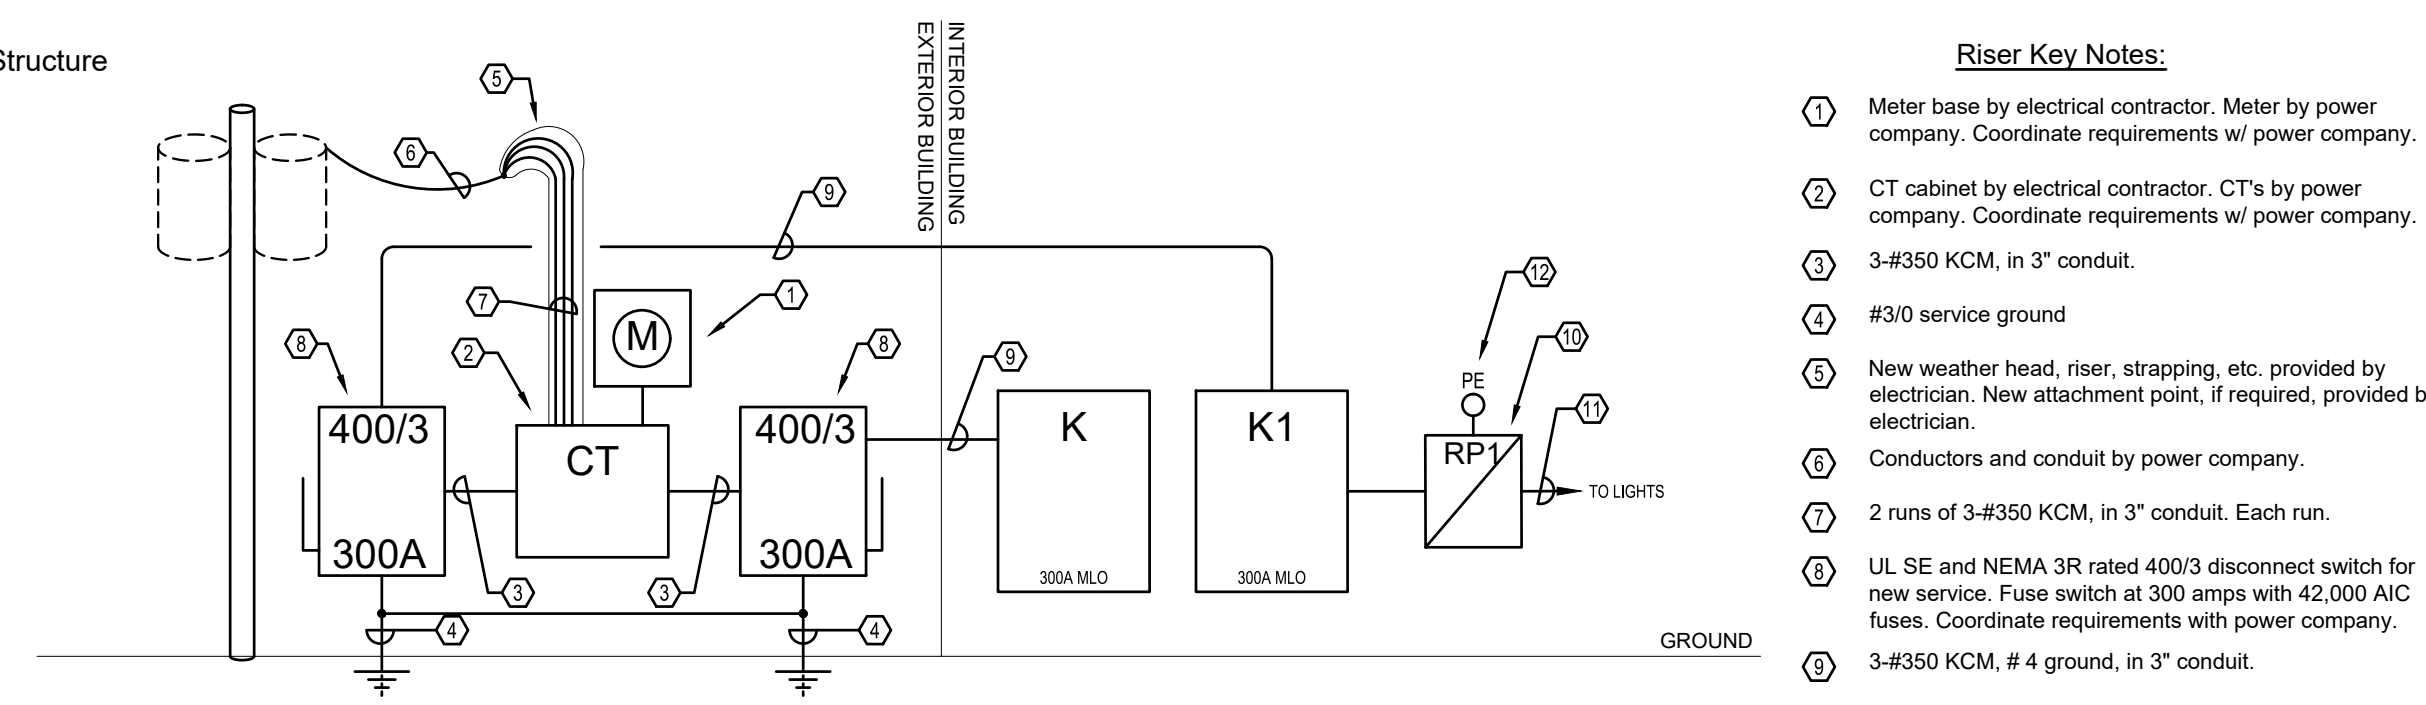 Structure
EXTERIOR BUILDING
INTERIOR BUILDING
5
6
9
7
1
M
2
8
8
9
12
10
PE
11
400/3
300A
CT
400/3
300A
K
300A MLO
K1
300A MLO
RP1
TO LIGHTS
3
3
4
4
GROUND
Riser Key Notes:
1 Meter base by electrical contractor. Meter by power
company. Coordinate requirements w/ power company.
2 CT cabinet by electrical contractor. CT's by power
company. Coordinate requirements w/ power company.
3 3-#350 KCM, in 3" conduit.
4 #3/0 service ground
5 New weather head, riser, strapping, etc. provided by
electrician. New attachment point, if required, provided b
electrician.
6 Conductors and conduit by power company.
7 2 runs of 3-#350 KCM, in 3" conduit. Each run.
8 UL SE and NEMA 3R rated 400/3 disconnect switch for
new service. Fuse switch at 300 amps with 42,000 AIC
fuses. Coordinate requirements with power company.
9 3-#350 KCM, # 4 ground, in 3" conduit.